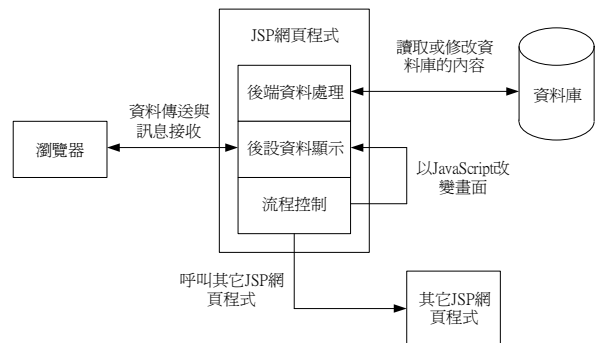 JSP網頁程式
後端資料處理
後設資料顯示
流程控制
讀取或修改資
料庫的內容
資料庫
資料傳送與
訊息接收
瀏覽器
以JavaScript改
變畫面
呼叫其它JSP網
頁程式
其它JSP網
頁程式